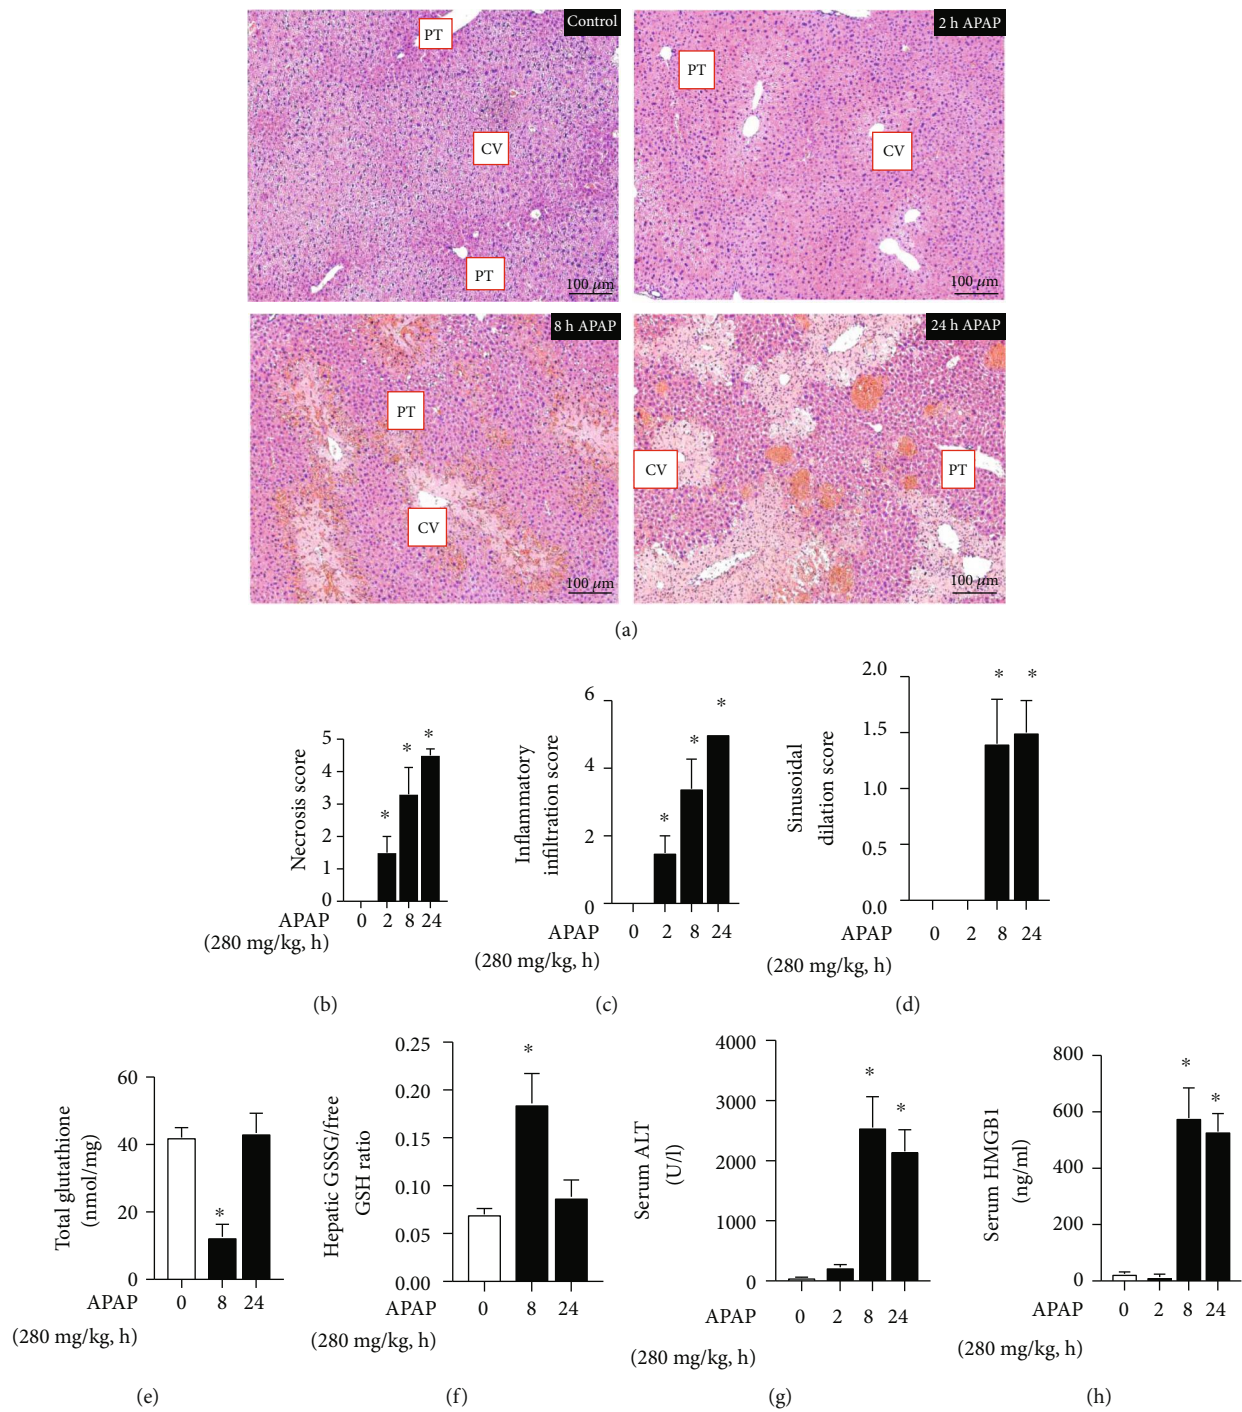 Control
PT
CV
PT
100 µm
2 h APAP
PT
CV
100 µm
8 h APAP
PT
CV
100 µm
24 h APAP
CV
PT
100 µm
(a)
Necrosis score
5
4
3
2
1
0
* * *
APAP 0 2 8 24
(280 mg/kg, h)
(b)
Inflammatory
infiltration score
6
4
2
0
* * *
APAP 0 2 8 24
(280 mg/kg, h)
(c)
Sinusoidal
dilation score
2.0
1.5
1.0
0.5
0.0
* *
APAP 0 2 8 24
(280 mg/kg, h)
(d)
Total glutathione
(nmol/mg)
60
40
20
0
*
APAP 0 8 24
(280 mg/kg, h)
(e)
Hepatic GSSG/free
GSH ratio
0.25
0.20
0.15
0.10
0.05
0.00
*
APAP 0 8 24
(280 mg/kg, h)
(f)
Serum ALT
(U/l)
4000
3000
2000
1000
0
* *
APAP 0 2 8 24
(280 mg/kg, h)
(g)
Serum HMGB1
(ng/ml)
800
600
400
200
0
* *
APAP 0 2 8 24
(280 mg/kg, h)
(h)